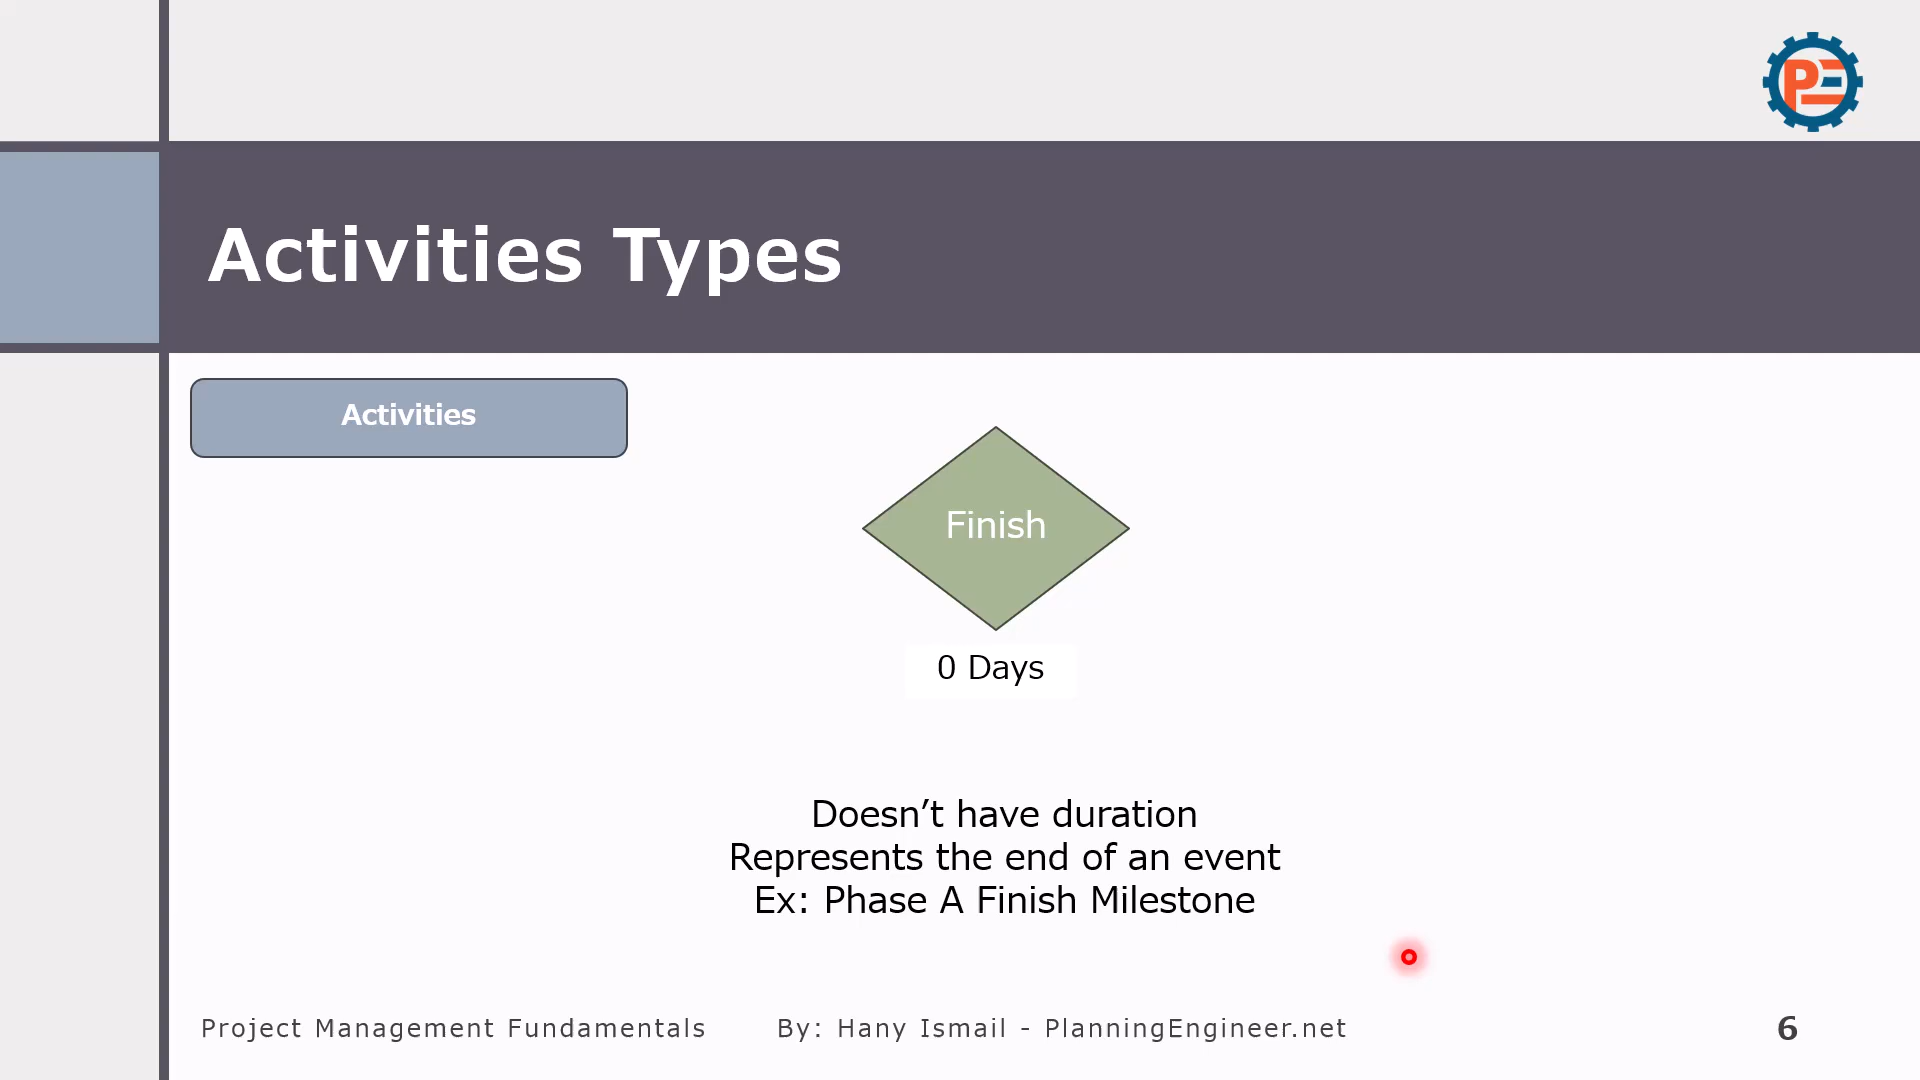 PE
Activities Types
Activities
Finish
0 Days
Doesn’t have duration
Represents the end of an event
Ex: Phase A Finish Milestone
Project Management Fundamentals
By: Hany Ismail - PlanningEngineer.net
6